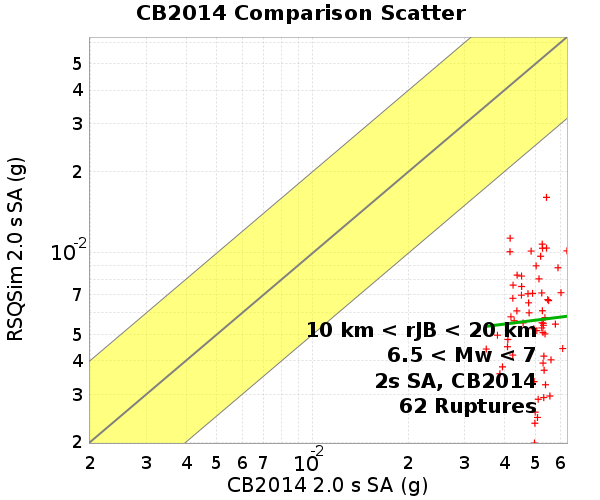 CB2014 Comparison Scatter
RSQSim 2.0 s SA (g)
5
4
3
2
10-2
7
5
4
3
2
10 km < rJB < 20 km
6.5 < Mw < 7
2s SA, CB2014
62 Ruptures
2 3 4 5 6 7 10-2 2 3 4 5 6
CB2014 2.0 s SA (g)